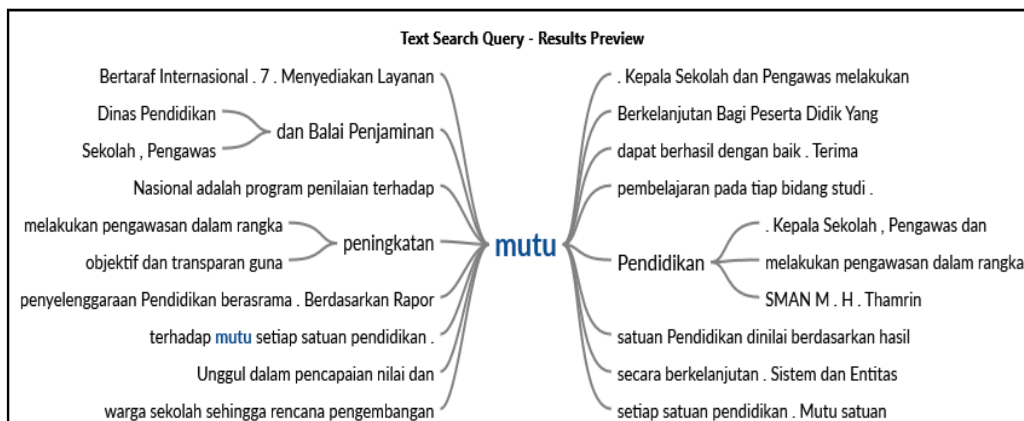 Text Search Query - Results Preview
Bertaraf Internasional . 7 . Menyediakan Layanan
Dinas Pendidikan
Sekolah , Pengawas
dan Balai Penjaminan
Nasional adalah program penilaian terhadap
melakukan pengawasan dalam rangka
objektif dan transparan guna
peningkatan
penyelenggaraan Pendidikan berasrama . Berdasarkan Rapor
terhadap mutu setiap satuan pendidikan .
Unggul dalam pencapaian nilai dan
warga sekolah sehingga rencana pengembangan
mutu
. Kepala Sekolah dan Pengawas melakukan
Berkelanjutan Bagi Peserta Didik Yang
dapat berhasil dengan baik . Terima
pembelajaran pada tiap bidang studi .
Pendidikan
. Kepala Sekolah , Pengawas dan
melakukan pengawasan dalam rangka
SMAN M . H . Thamrin
satuan Pendidikan dinilai berdasarkan hasil
secara berkelanjutan . Sistem dan Entitas
setiap satuan pendidikan . Mutu satuan